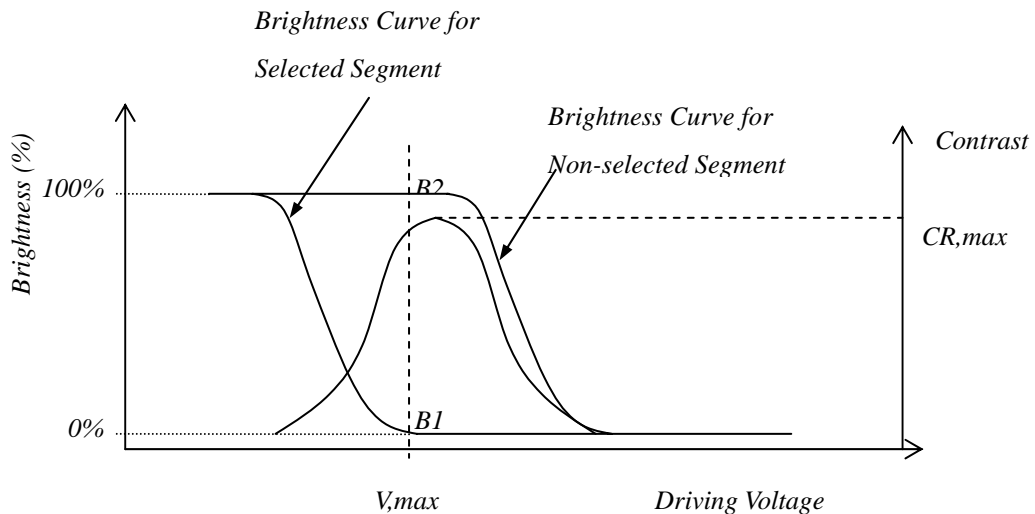 Brightness Curve for
Selected Segment
Brightness Curve for
Non-selected Segment
Contrast
Brightness (%)
100%
B2
CR,max
0%
B1
V,max
Driving Voltage